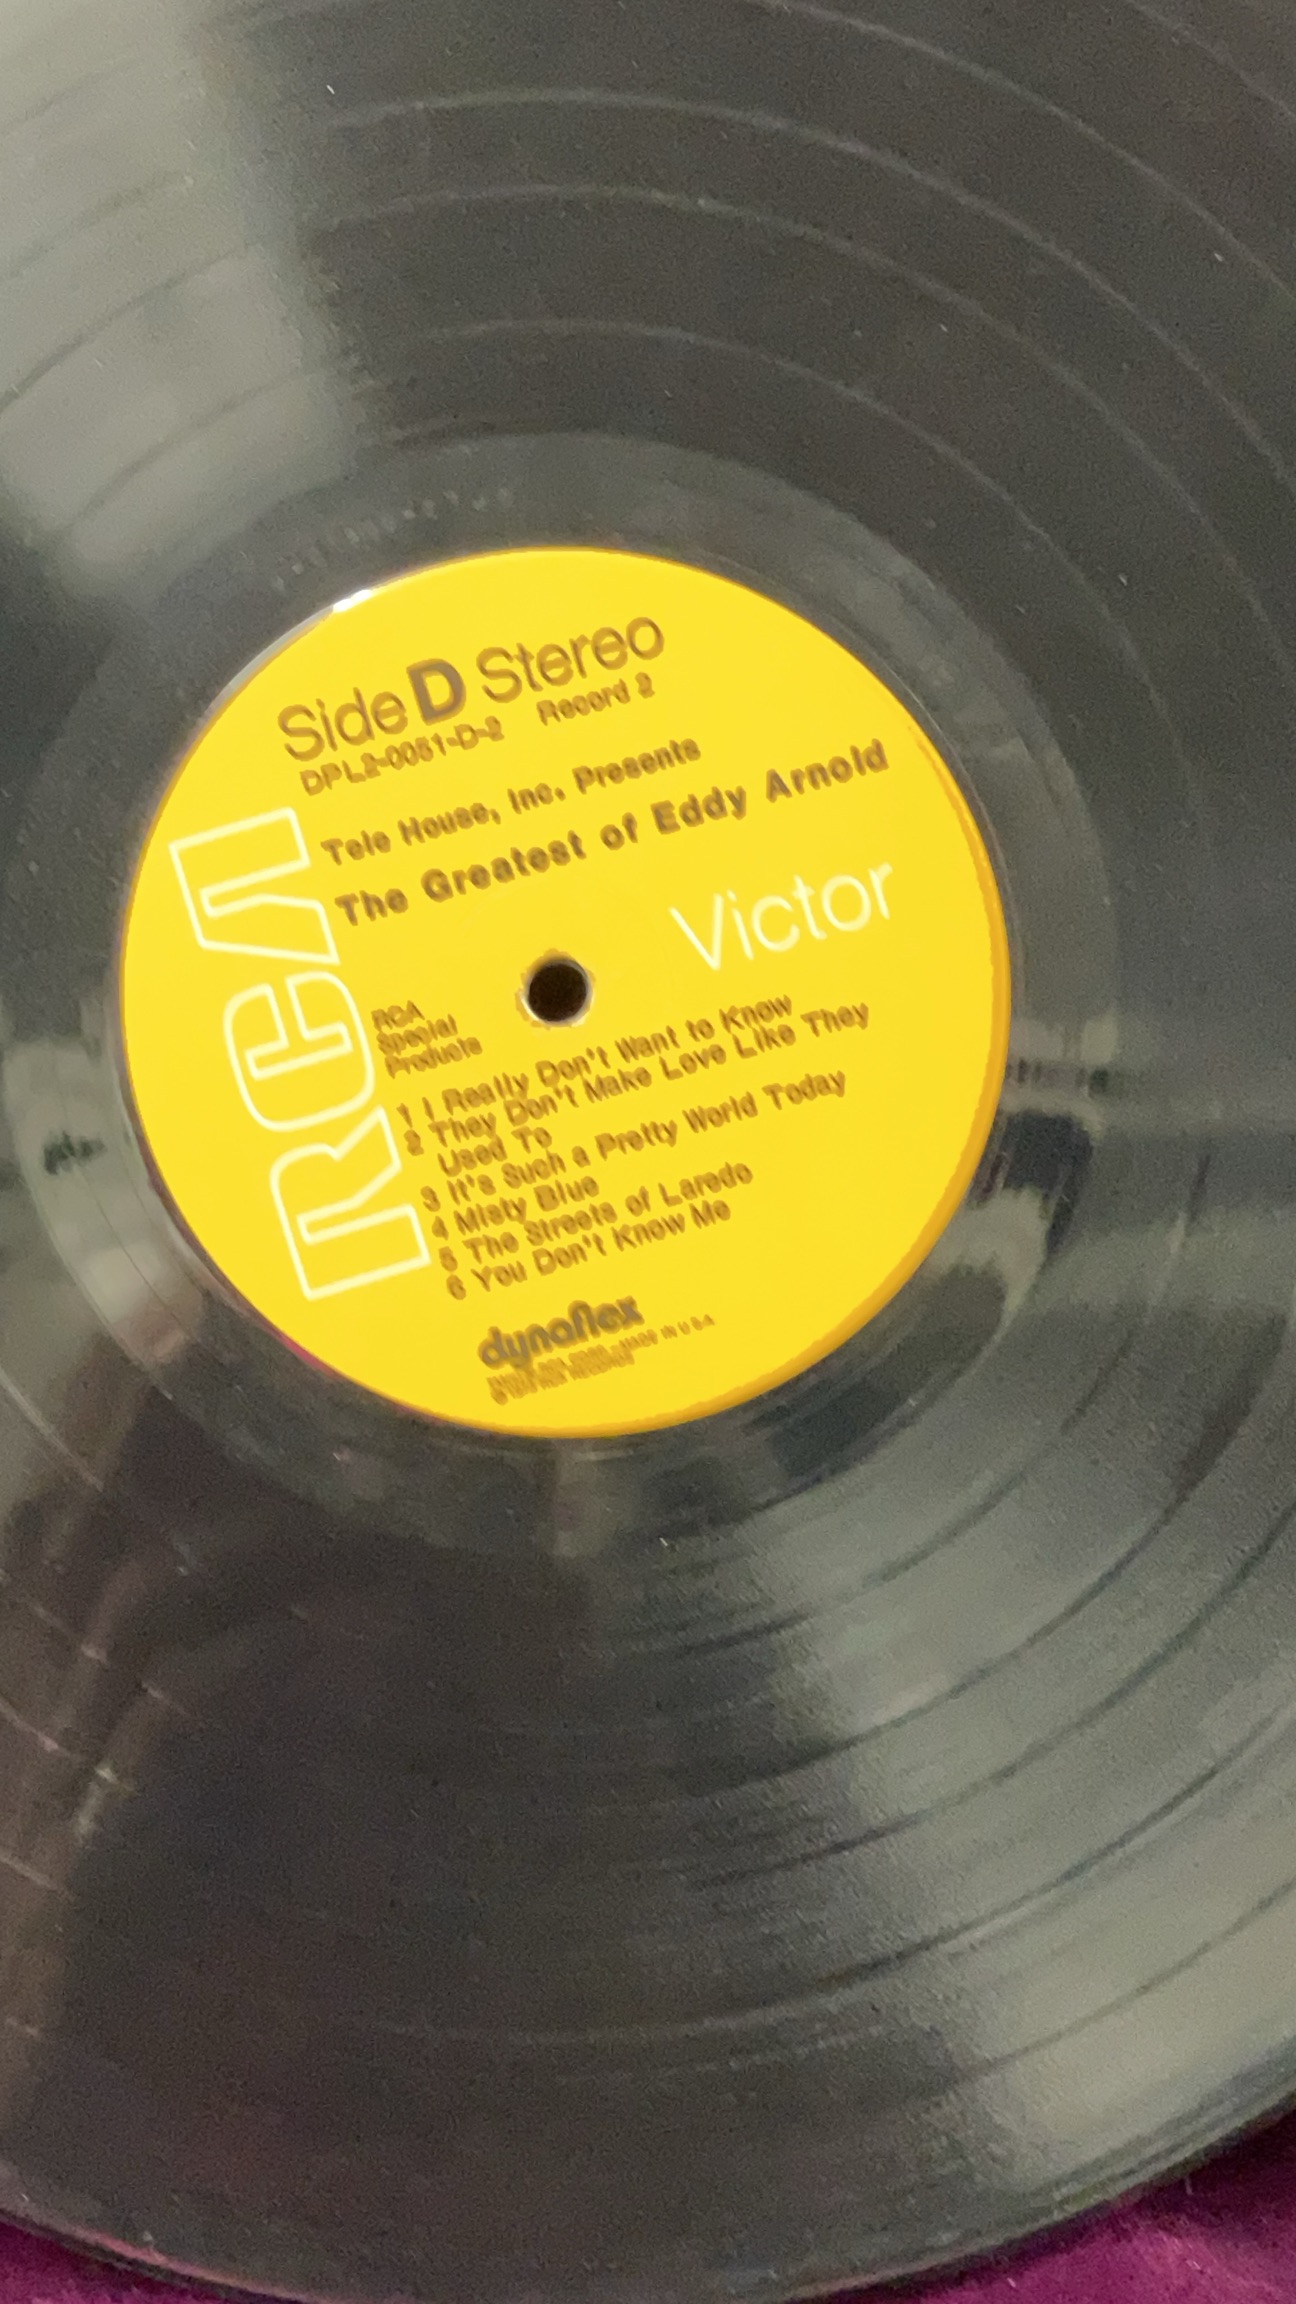 Side D Stereo
DPL2-0051-D-2 Record 2
Tele House, Inc. Presents
The Greatest of Eddy Arnold
RCA
Victor
RCA
Special
Products
1 I Really Don't Want to Know
2 They Don't Make Love Like They
Used To
3 It's Such a Pretty World Today
4 Misty Blue
5 The Streets of Laredo
6 You Don't Know Me
dynaflex
MADE IN U.S.A.